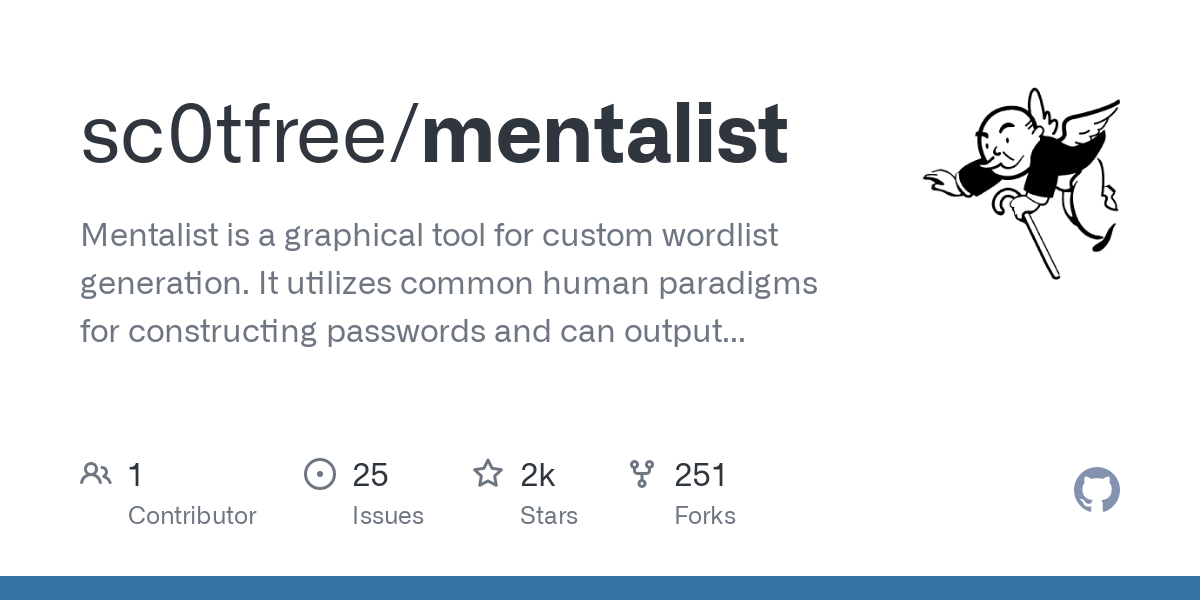 sc0tfree/mentalist
Mentalist is a graphical tool for custom wordlist
generation. It utilizes common human paradigms
for constructing passwords and can output...
1
Contributor
25
Issues
2k
Stars
251
Forks